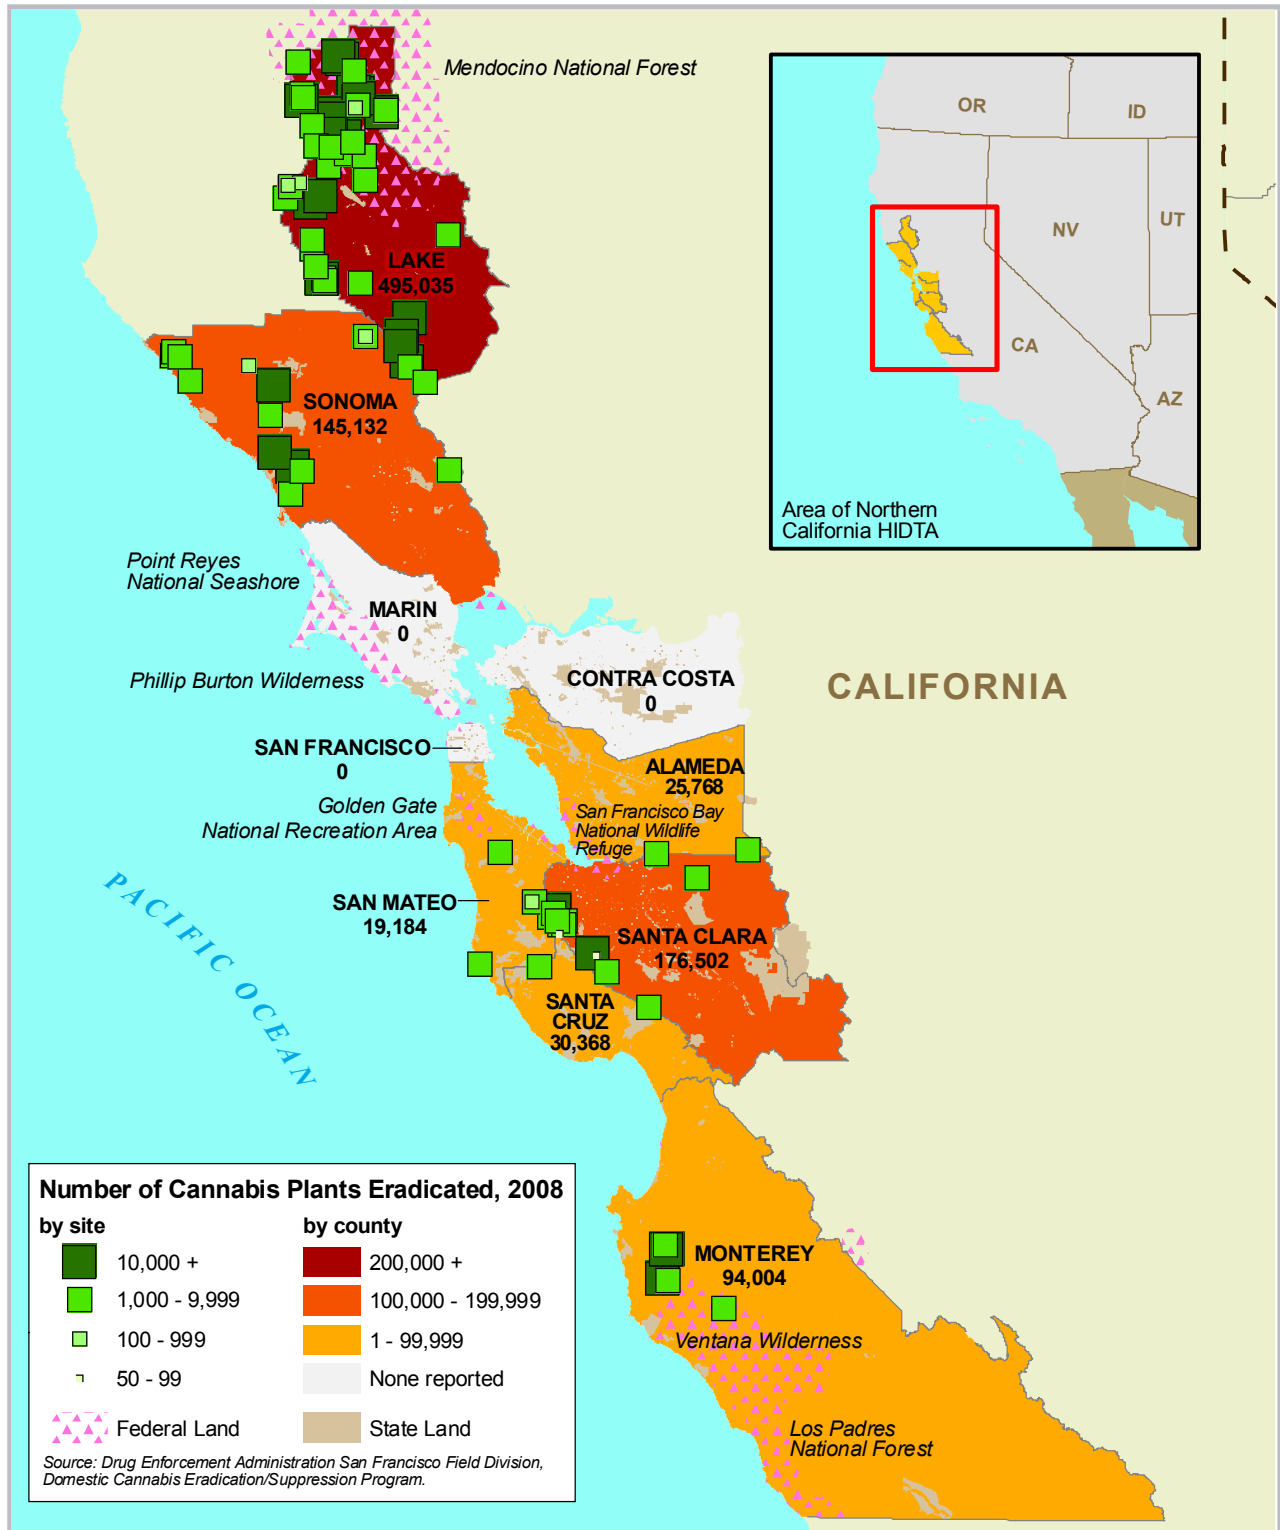 Mendocino National Forest
OR
ID
NV
UT
CA
AZ
Area of Northern
California HIDTA
LAKE
495,035
SONOMA
145,132
Point Reyes
National Seashore
MARIN
0
Phillip Burton Wilderness
CONTRA COSTA
0
CALIFORNIA
SAN FRANCISCO
0
ALAMEDA
25,768
Golden Gate
National Recreation Area
San Francisco Bay
National Wildlife
Refuge
SAN MATEO
19,184
SANTA CLARA
176,502
PACIFIC OCEAN
SANTA
CRUZ
30,368
MONTEREY
94,004
Ventana Wilderness
Los Padres
National Forest
Number of Cannabis Plants Eradicated, 2008
by site
10,000 +
1,000 - 9,999
100 - 999
50 - 99
Federal Land
by county
200,000 +
100,000 - 199,999
1 - 99,999
None reported
State Land
Source: Drug Enforcement Administration San Francisco Field Division,
Domestic Cannabis Eradication/Suppression Program.